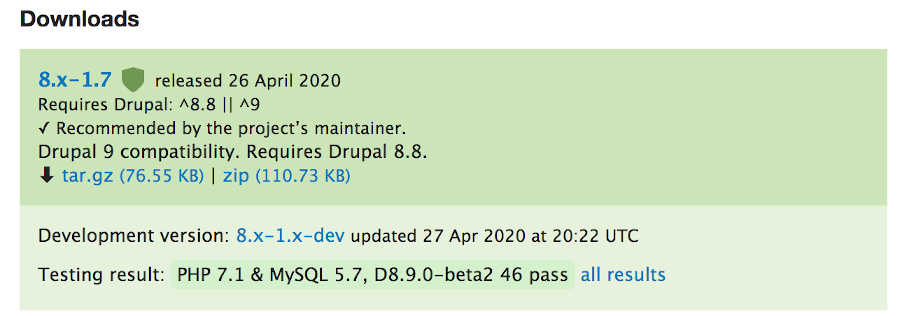 Downloads
8.x-1.7 released 26 April 2020
Requires Drupal: ^8.8 || ^9
✓ Recommended by the project's maintainer.
Drupal 9 compatibility. Requires Drupal 8.8.
tar.gz (76.55 KB) | zip (110.73 KB)
Development version: 8.x-1.x-dev updated 27 Apr 2020 at 20:22 UTC
Testing result: PHP 7.1 & MySQL 5.7, D8.9.0-beta2 46 pass all results